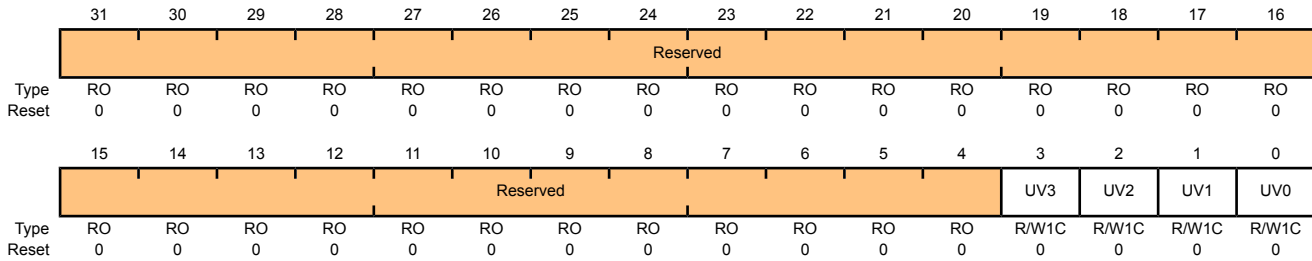 31 30 29 28 27 26 25 24 23 22 21 20 19 18 17 16
Reserved
Type RO RO RO RO RO RO RO RO RO RO RO RO RO RO RO RO
Reset 0 0 0 0 0 0 0 0 0 0 0 0 0 0 0 0
15 14 13 12 11 10 9 8 7 6 5 4 3 2 1 0
Reserved UV3 UV2 UV1 UV0
Type RO RO RO RO RO RO RO RO RO RO RO RO R/W1C R/W1C R/W1C R/W1C
Reset 0 0 0 0 0 0 0 0 0 0 0 0 0 0 0 0